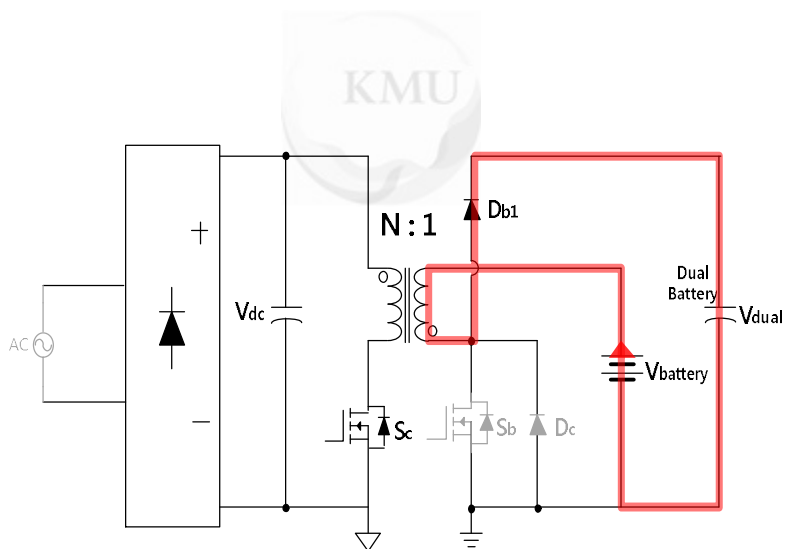 KMU
+
N:1
Db1
Dual
Battery
Vdc
Vdual
AC
Vbattery
−
Sc
Sb
Dc